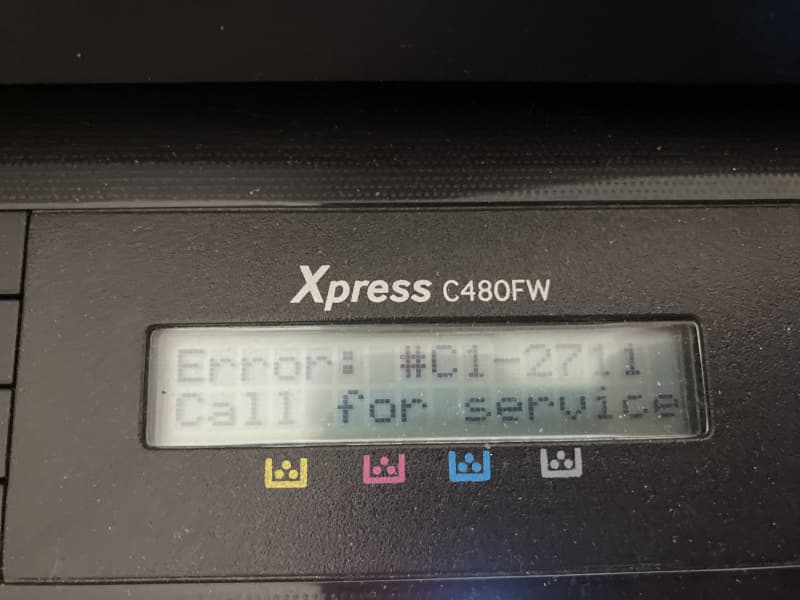 Xpress C480FW
Error: #C1-2711
Call for service